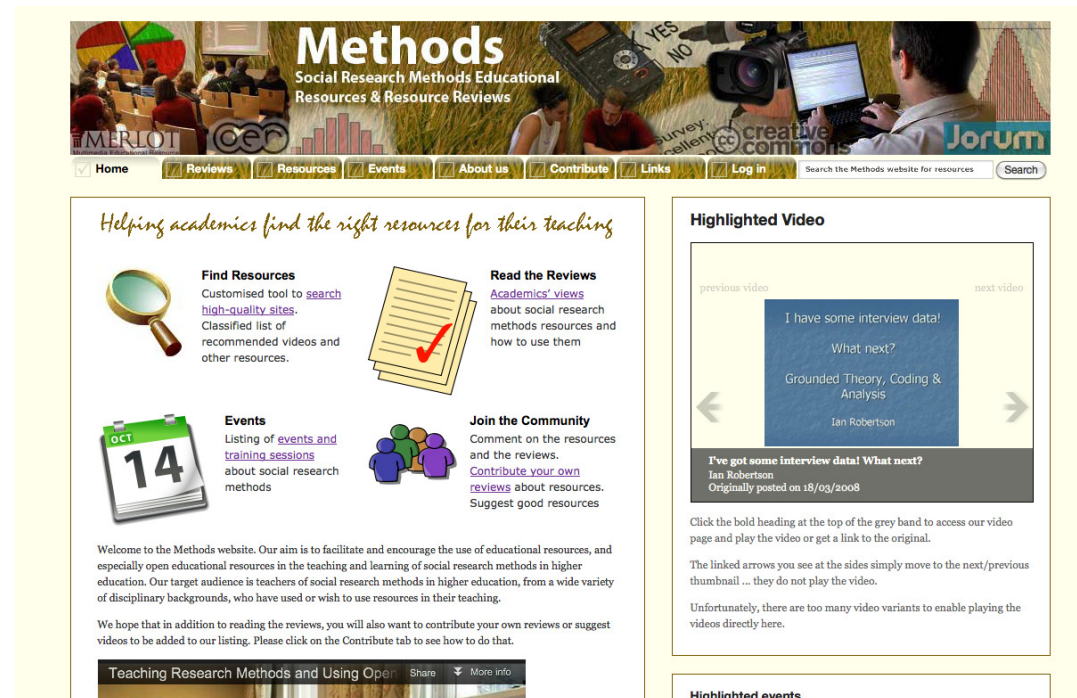 Methods
Social Research Methods Educational
Resources & Resource Reviews
YES
NO
survey:
MERLOT
Multimedia Educational Resource
oer
creative
commons
Jorum
Home
Reviews
Resources
Events
About us
Contribute
Links
Log in
Search the Methods website for resources
Search
Helping academics find the right resources for their teaching
Find Resources
Customised tool to search
high-quality sites.
Classified list of
recommended videos and
other resources.
Read the Reviews
Academics' views
about social research
methods resources and
how to use them
OCT
14
Events
Listing of events and
training sessions
about social research
methods
Join the Community
Comment on the resources
and the reviews.
Contribute your own
reviews about resources.
Suggest good resources
Welcome to the Methods website. Our aim is to facilitate and encourage the use of educational resources, and
especially open educational resources in the teaching and learning of social research methods in higher
education. Our target audience is teachers of social research methods in higher education, from a wide variety
of disciplinary backgrounds, who have used or wish to use resources in their teaching.
We hope that in addition to reading the reviews, you will also want to contribute your own reviews or suggest
videos to be added to our listing. Please click on the Contribute tab to see how to do that.
Teaching Research Methods and Using Open
Share
More info
Highlighted Video
previous video
next video
I have some interview data!
What next?
Grounded Theory, Coding &
Analysis
Ian Robertson
I've got some interview data! What next?
Ian Robertson
Originally posted on 18/03/2008
Click the bold heading at the top of the grey band to access our video
page and play the video or get a link to the original.
The linked arrows you see at the sides simply move to the next/previous
thumbnail ... they do not play the video.
Unfortunately, there are too many video variants to enable playing the
videos directly here.
Highlighted events